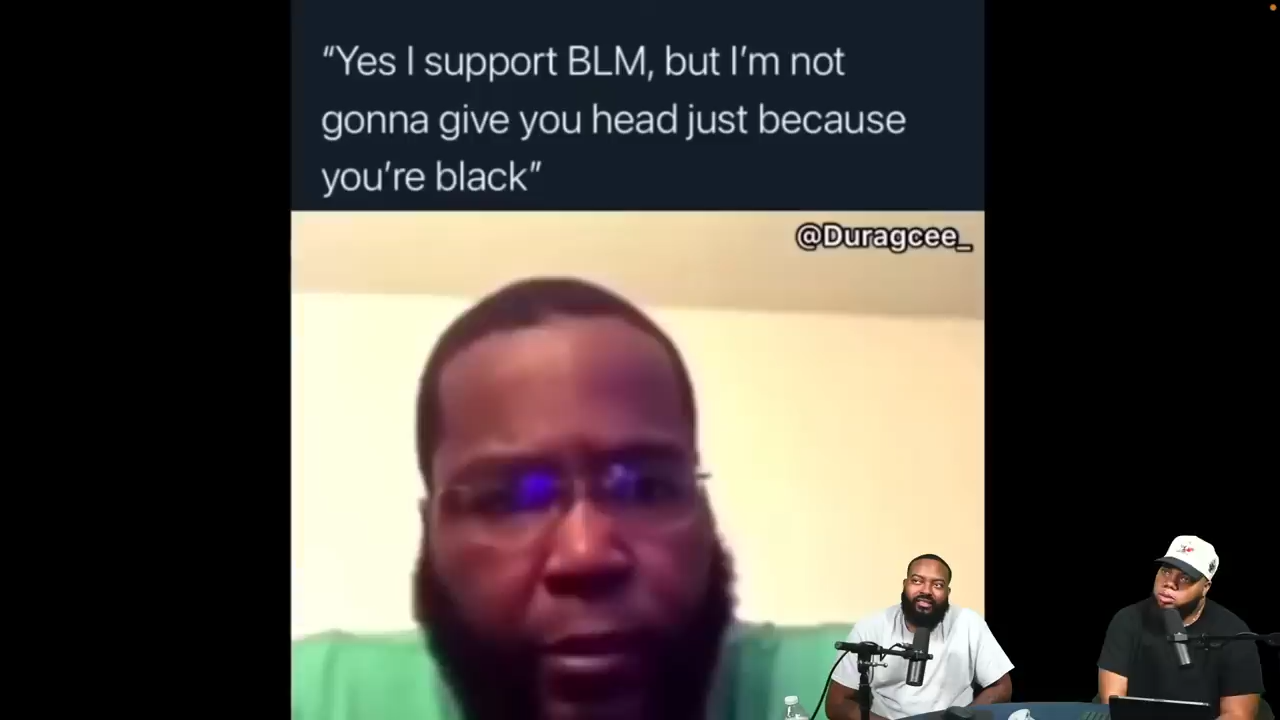 “Yes I support BLM, but I’m not
gonna give you head just because
you’re black”
@Duragcee_